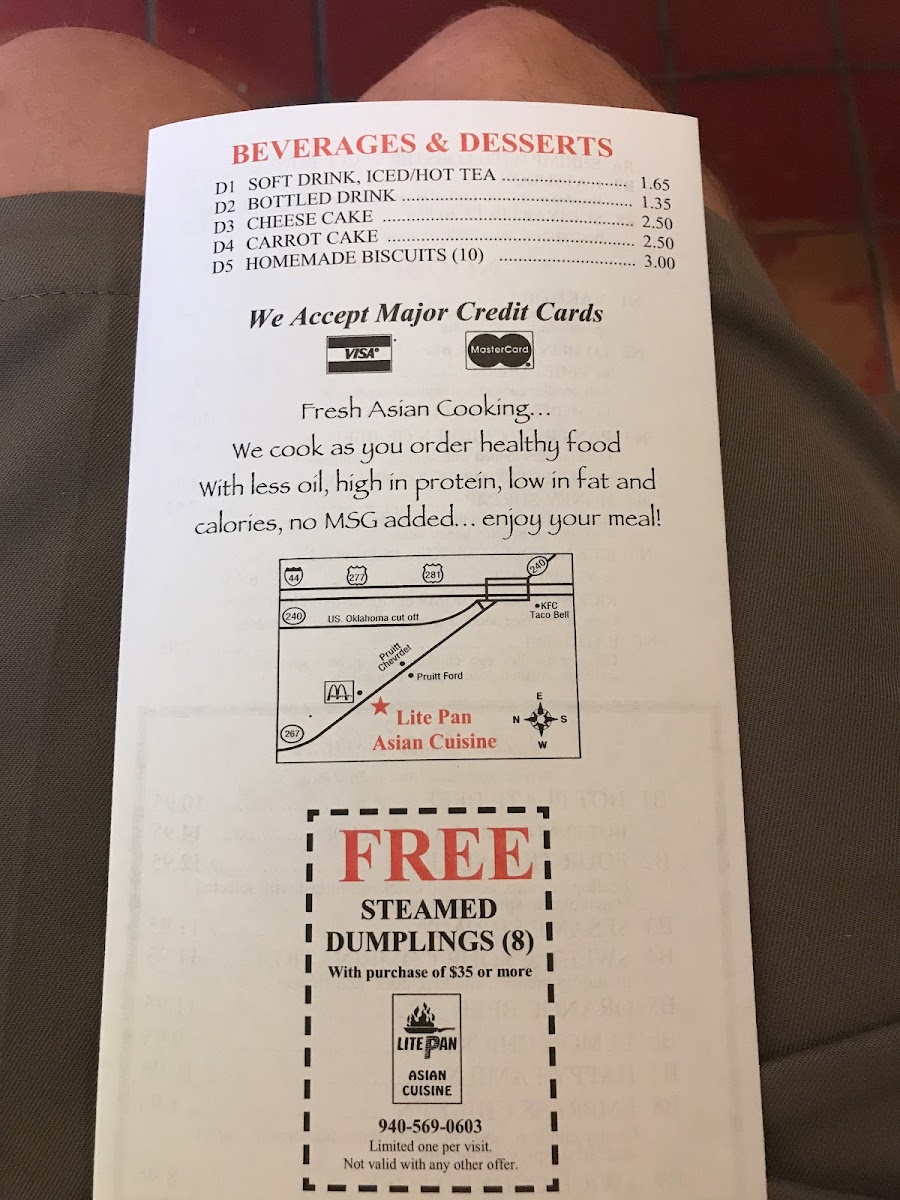 BEVERAGES & DESSERTS
D1 SOFT DRINK, ICED/HOT TEA ........................ 1.65
D2 BOTTLED DRINK ............................................. 1.35
D3 CHEESE CAKE ................................................ 2.50
D4 CARROT CAKE ............................................... 2.50
D5 HOMEMADE BISCUITS (10) ........................... 3.00
We Accept Major Credit Cards
VISA® MasterCard
Fresh Asian Cooking...
We cook as you order healthy food
With less oil, high in protein, low in fat and
calories, no MSG added... enjoy your meal!
44 277 281 240
240 US. Oklahoma cut off
KFC
Taco Bell
Pruitt
Chevrdet
Pruitt Ford
267
Lite Pan
Asian Cuisine
E
N S
W
FREE
STEAMED
DUMPLINGS (8)
With purchase of $35 or more
LITE PAN
ASIAN
CUISINE
940-569-0603
Limited one per visit.
Not valid with any other offer.